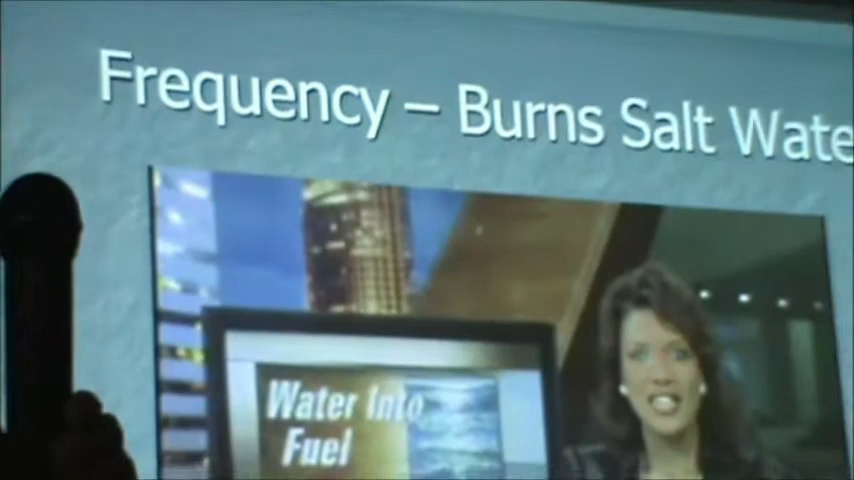 Frequency – Burns Salt Wate
Water Into
Fuel